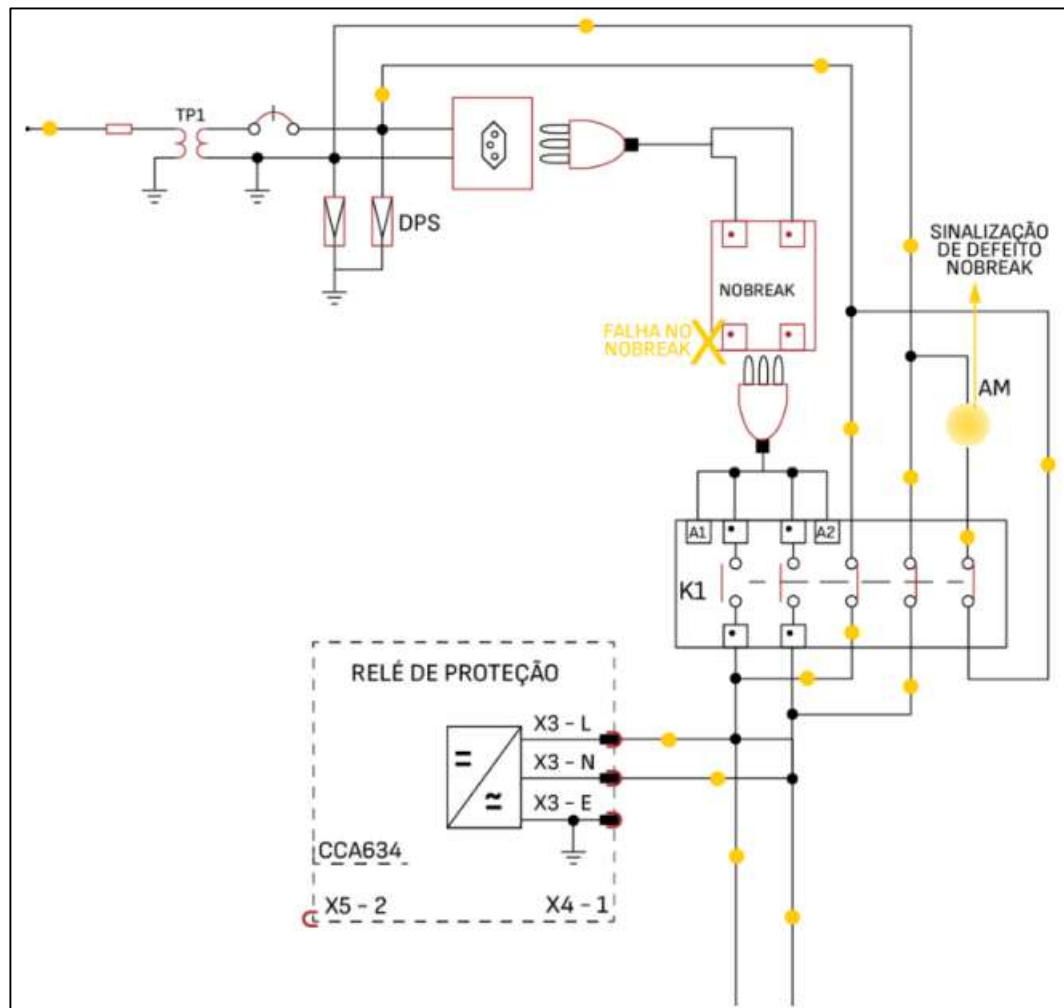 TP1
DPS
SINALIZAÇÃO
DE DEFEITO
NOBREAK
NOBREAK
FALHA NO
NOBREAK
AM
A1
A2
K1
RELÉ DE PROTEÇÃO
X3 - L
X3 - N
X3 - E
CCA634
X5 - 2
X4 - 1